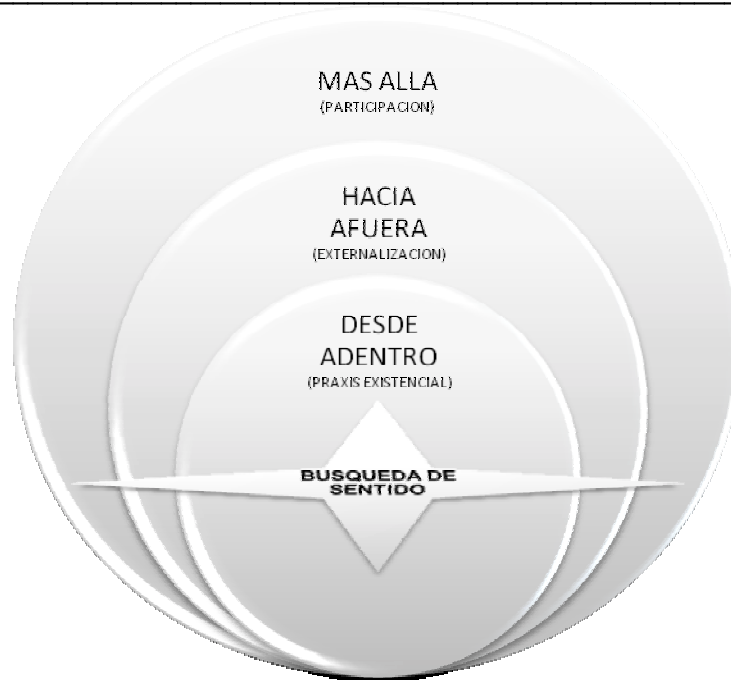 MAS ALLA
(PARTICIPACION)
HACIA
AFUERA
(EXTERNALIZACION)
DESDE
ADENTRO
(PRAXIS EXISTENCIAL)
BUSQUEDA DE
SENTIDO